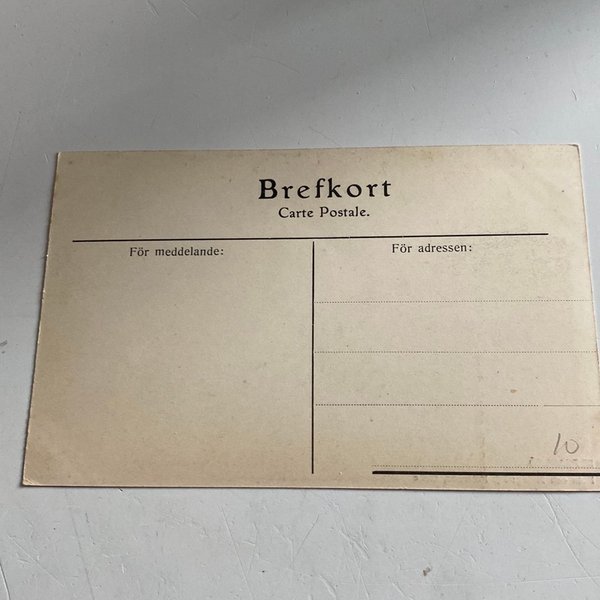 Brefkort
Carte Postale.
För meddelande:
För adressen:
10